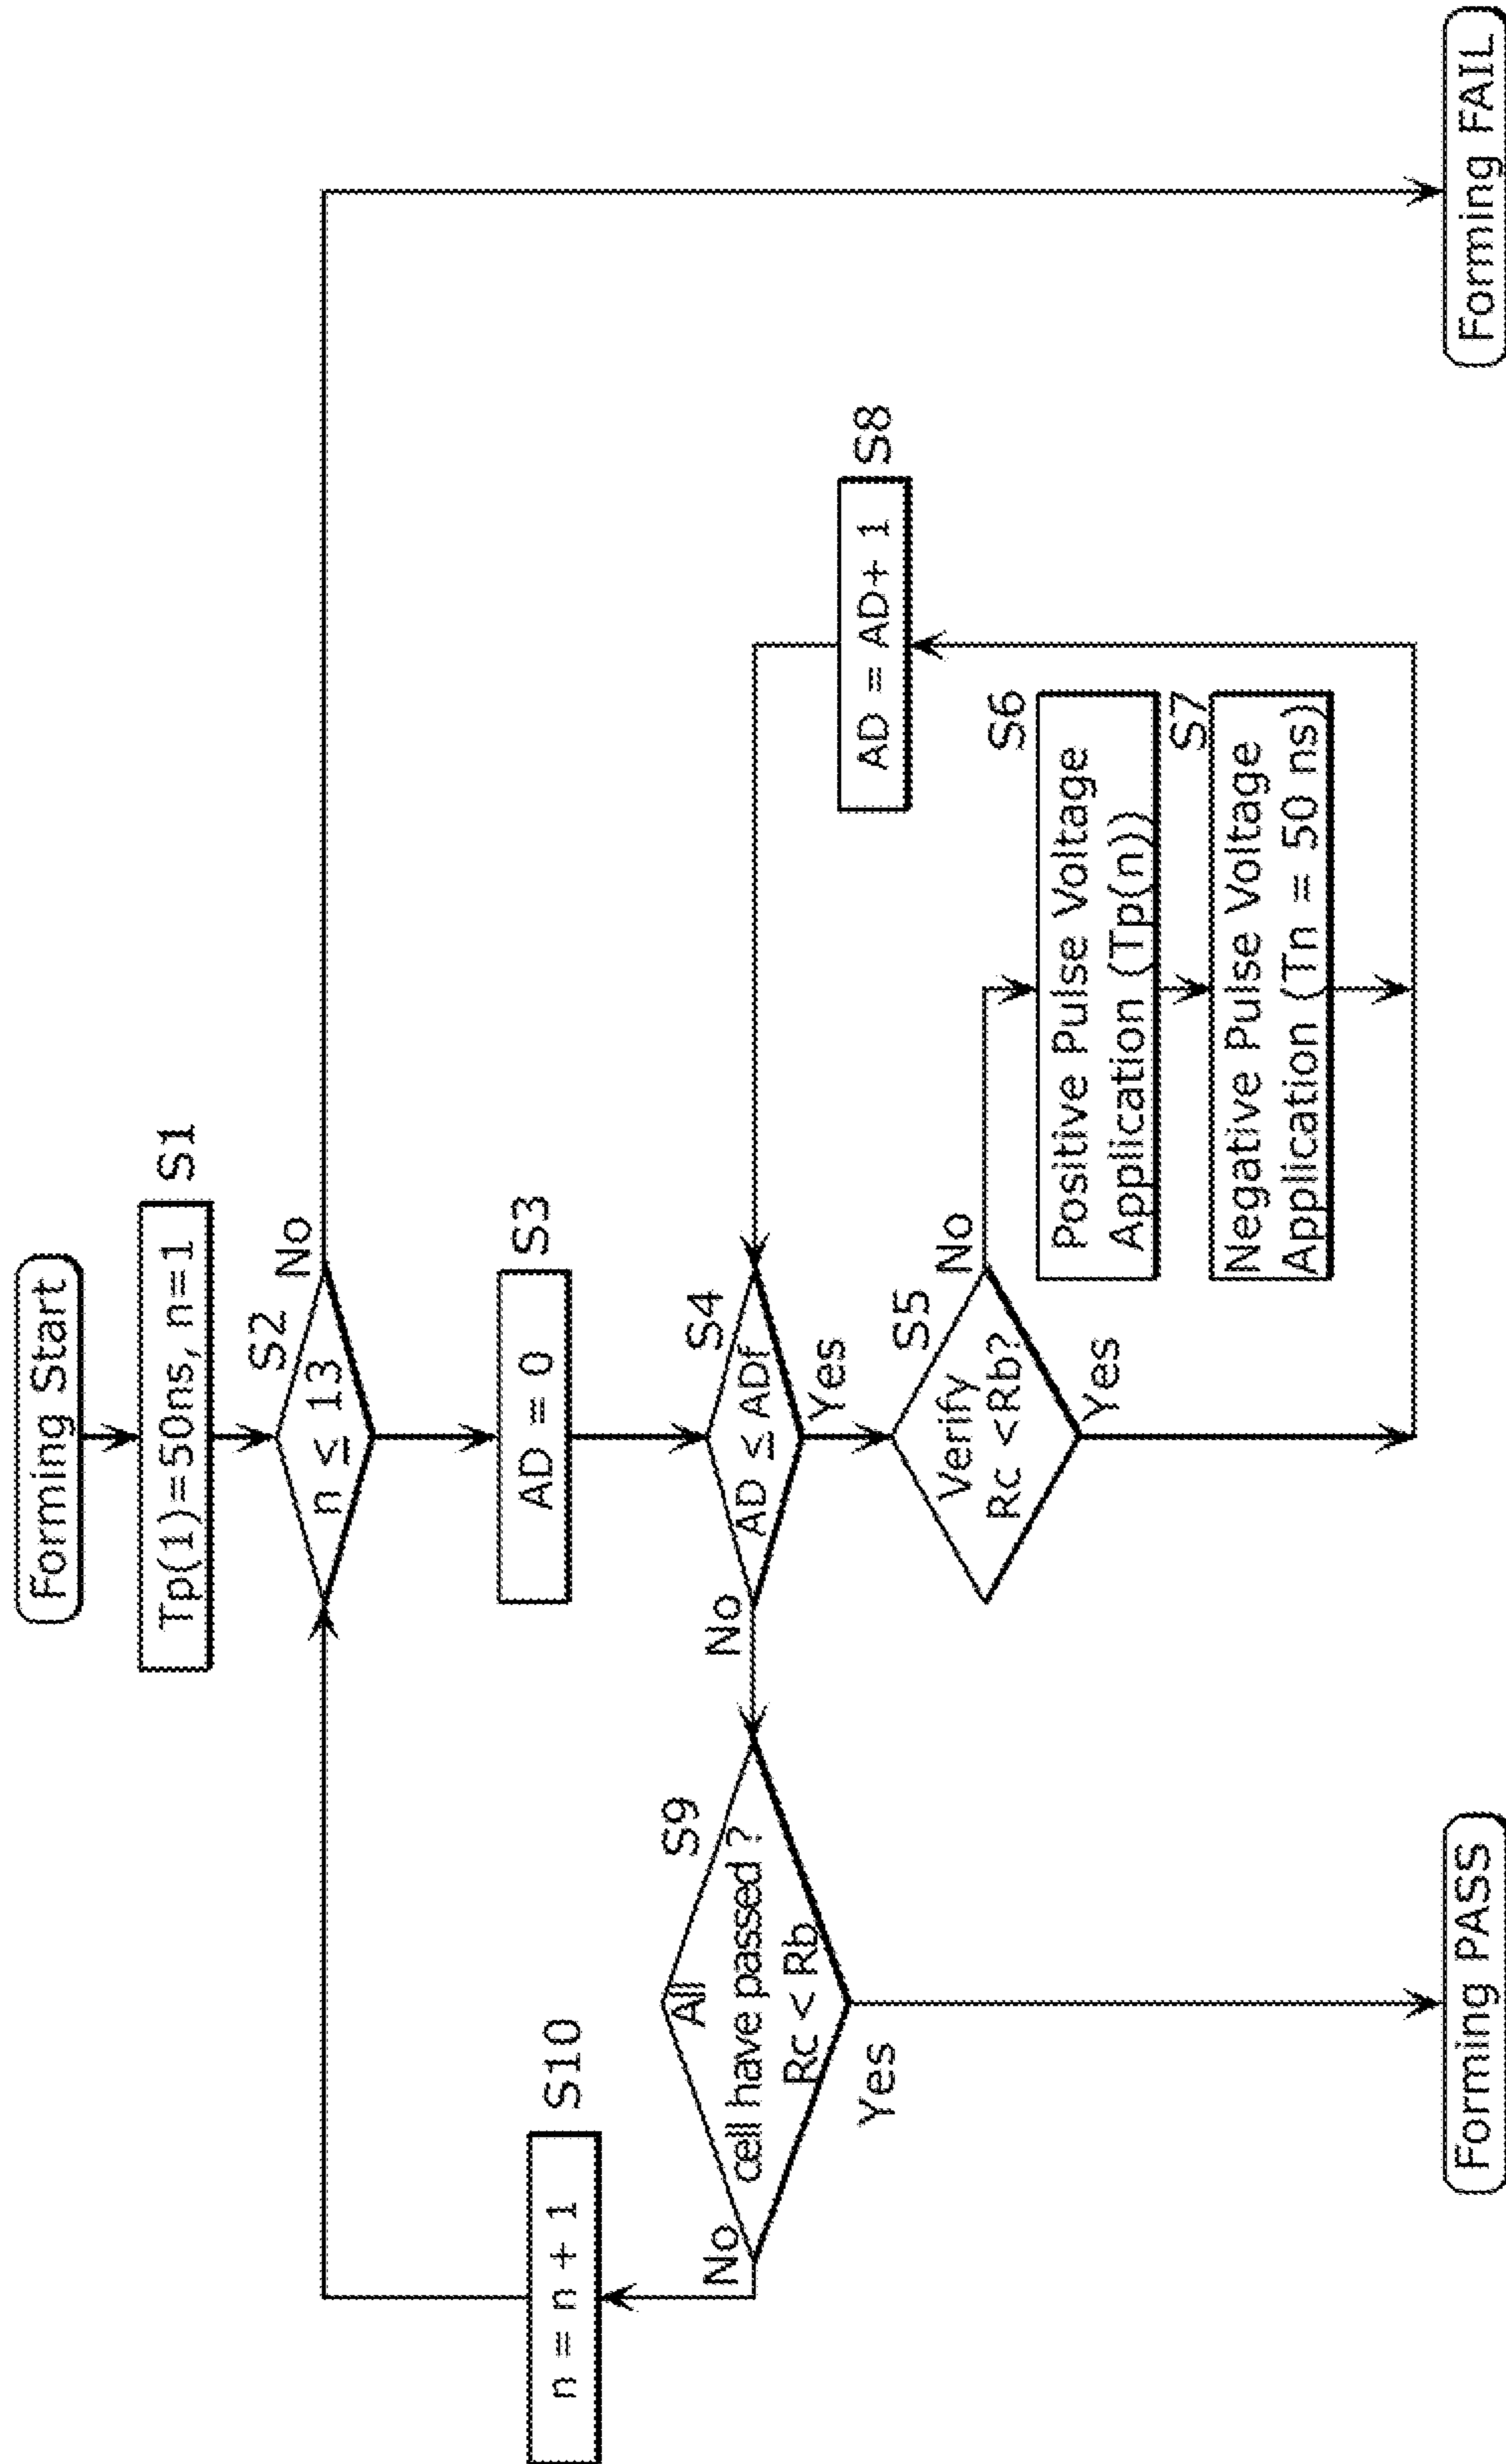 Forming Start
Tp(1)=50ns, n=1
S1
S2
n ≤ 13
No
AD = 0
S3
S4
AD ≤ ADf
No
Yes
S5
Verify
Rc <Rb?
No
Yes
S6
Positive Pulse Voltage
Application (Tp(n))
S7
Negative Pulse Voltage
Application (Tn = 50 ns)
AD = AD+ 1
S8
S9
All
cell have passed ?
Rc < Rb
No
Yes
n = n + 1
S10
Forming PASS
Forming FAIL